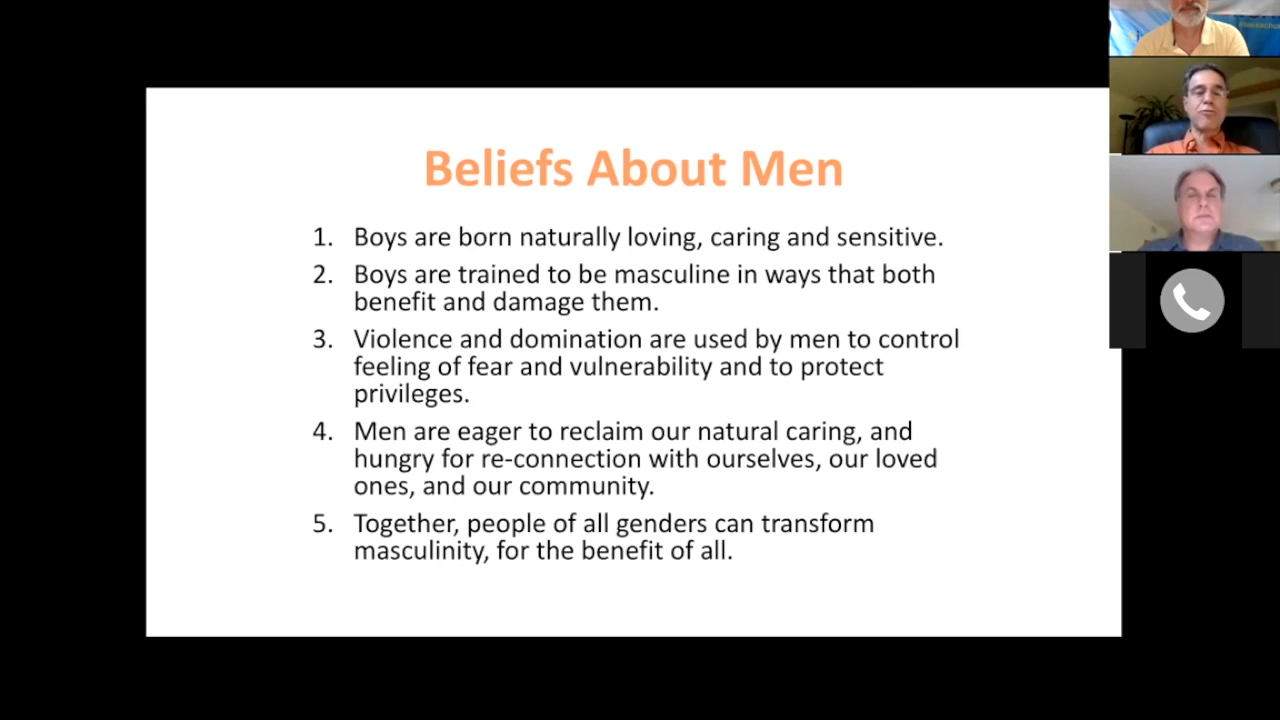 Beliefs About Men
1. Boys are born naturally loving, caring and sensitive.
2. Boys are trained to be masculine in ways that both
benefit and damage them.
3. Violence and domination are used by men to control
feeling of fear and vulnerability and to protect
privileges.
4. Men are eager to reclaim our natural caring, and
hungry for re-connection with ourselves, our loved
ones, and our community.
5. Together, people of all genders can transform
masculinity, for the benefit of all.